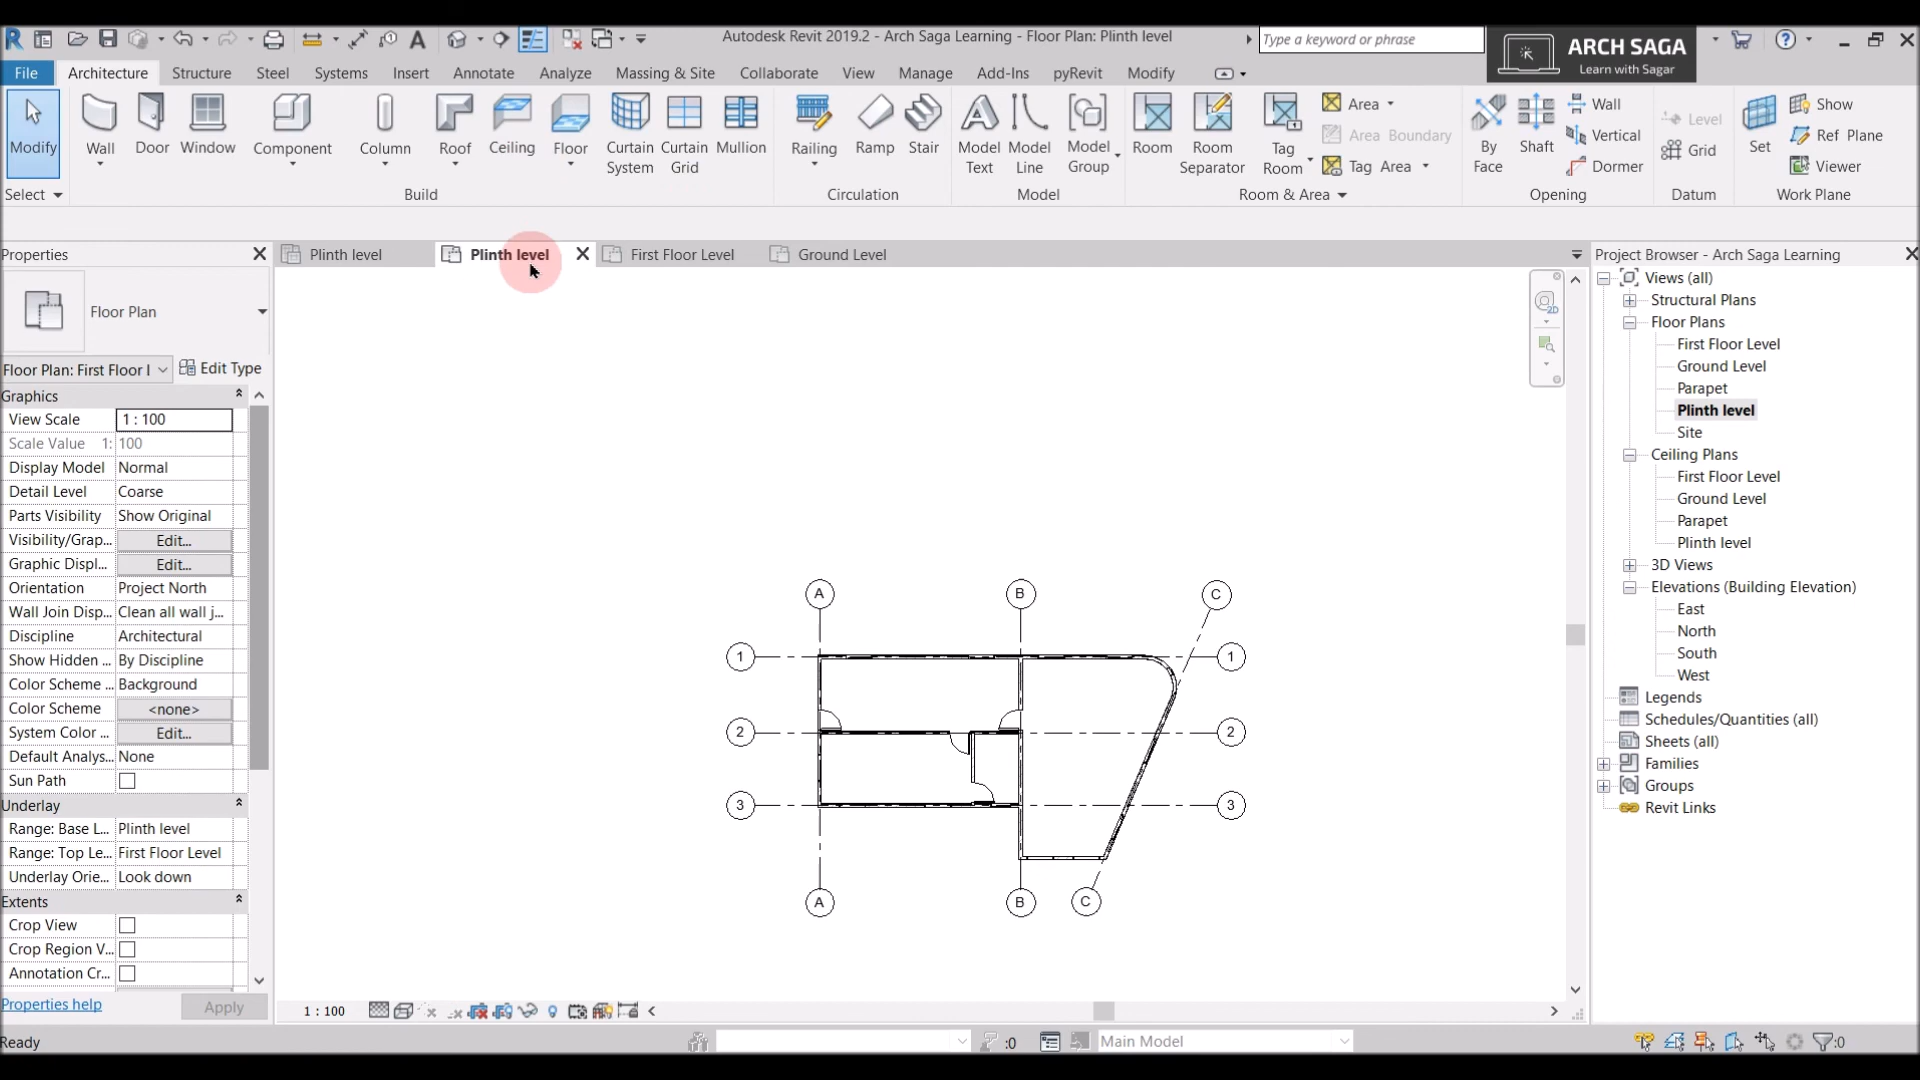 Autodesk Revit 2019.2 - Arch Saga Learning - Floor Plan: Plinth level
Type a keyword or phrase
ARCH SAGA
Learn with Sagar
File Architecture Structure Steel Systems Insert Annotate Analyze Massing & Site Collaborate View Manage Add-Ins pyRevit Modify
Modify Wall Door Window Component Column Roof Ceiling Floor Curtain System Curtain Grid Mullion Railing Ramp Stair Model Text Model Line Model Group Room Room Separator Tag Room
Area
Area Boundary
Tag Area
By Face Shaft
Wall
Vertical
Dormer
Level
Grid
Set
Show
Ref Plane
Viewer
Select Build Circulation Model Room & Area Opening Datum Work Plane
Properties
Floor Plan
Floor Plan: First Floor l Edit Type
Graphics
View Scale 1 : 100
Scale Value 1: 100
Display Model Normal
Detail Level Coarse
Parts Visibility Show Original
Visibility/Grap... Edit...
Graphic Displ... Edit...
Orientation Project North
Wall Join Disp... Clean all wall j...
Discipline Architectural
Show Hidden ... By Discipline
Color Scheme ... Background
Color Scheme <none>
System Color ... Edit...
Default Analys... None
Sun Path
Underlay
Range: Base L... Plinth level
Range: Top Le... First Floor Level
Underlay Orie... Look down
Extents
Crop View
Crop Region V...
Annotation Cr...
Properties help Apply
Plinth level Plinth level First Floor Level Ground Level
A B C
1 1
2 2
3 3
A B C
1 : 100
Project Browser - Arch Saga Learning
Views (all)
Structural Plans
Floor Plans
First Floor Level
Ground Level
Parapet
Plinth level
Site
Ceiling Plans
First Floor Level
Ground Level
Parapet
Plinth level
3D Views
Elevations (Building Elevation)
East
North
South
West
Legends
Schedules/Quantities (all)
Sheets (all)
Families
Groups
Revit Links
Ready :0 Main Model :0